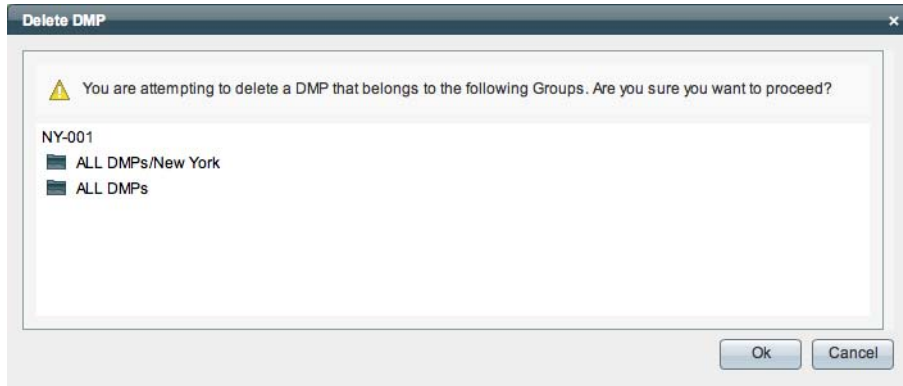 Delete DMP
You are attempting to delete a DMP that belongs to the following Groups. Are you sure you want to proceed?
NY-001
ALL DMPs/New York
ALL DMPs
Ok
Cancel